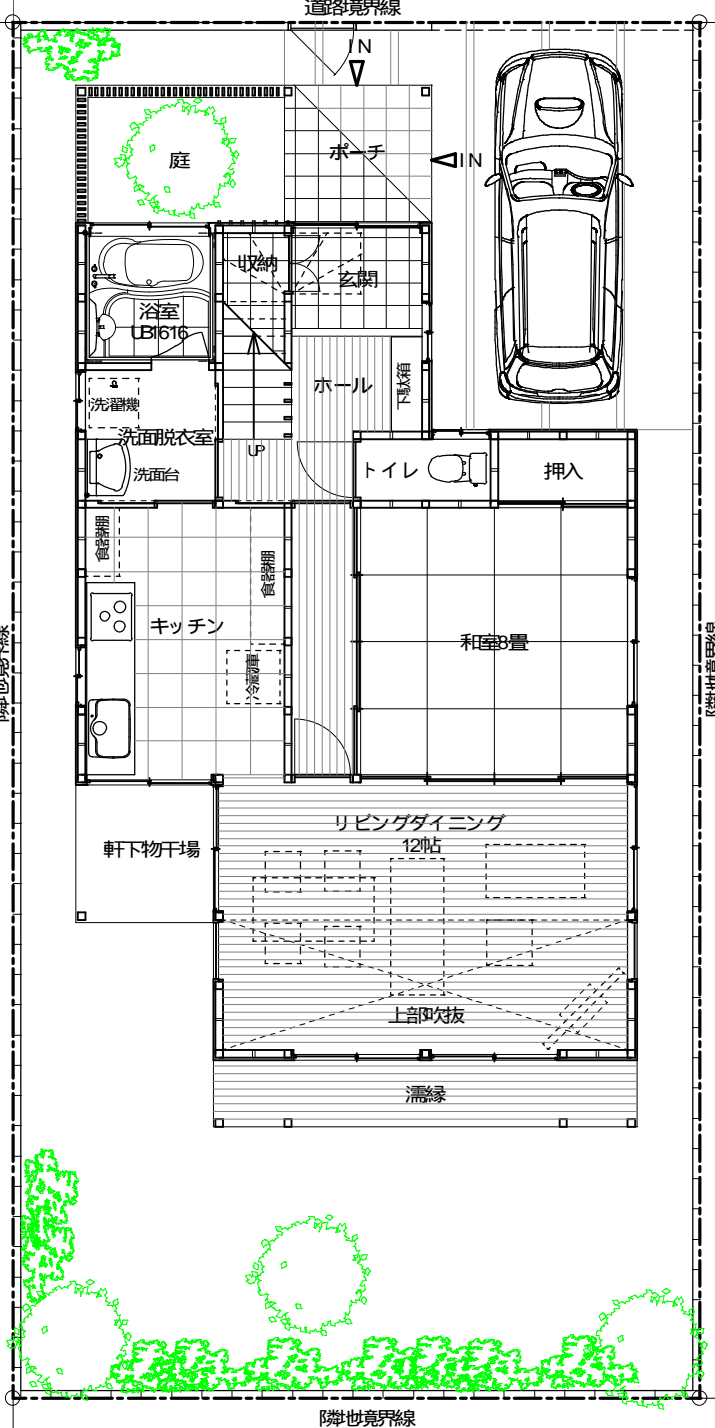 道路境界線
IN
庭
ポーチ
IN
収納
玄関
浴室
UB1616
ホール
下駄箱
洗濯機
洗面脱衣室
洗面台
UP
トイレ
押入
食器棚
食器棚
キッチン
和室8畳
冷蔵庫
隣地境界線
隣地境界線
リビングダイニング
12帖
軒下物干場
上部吹抜
濡縁
隣地境界線